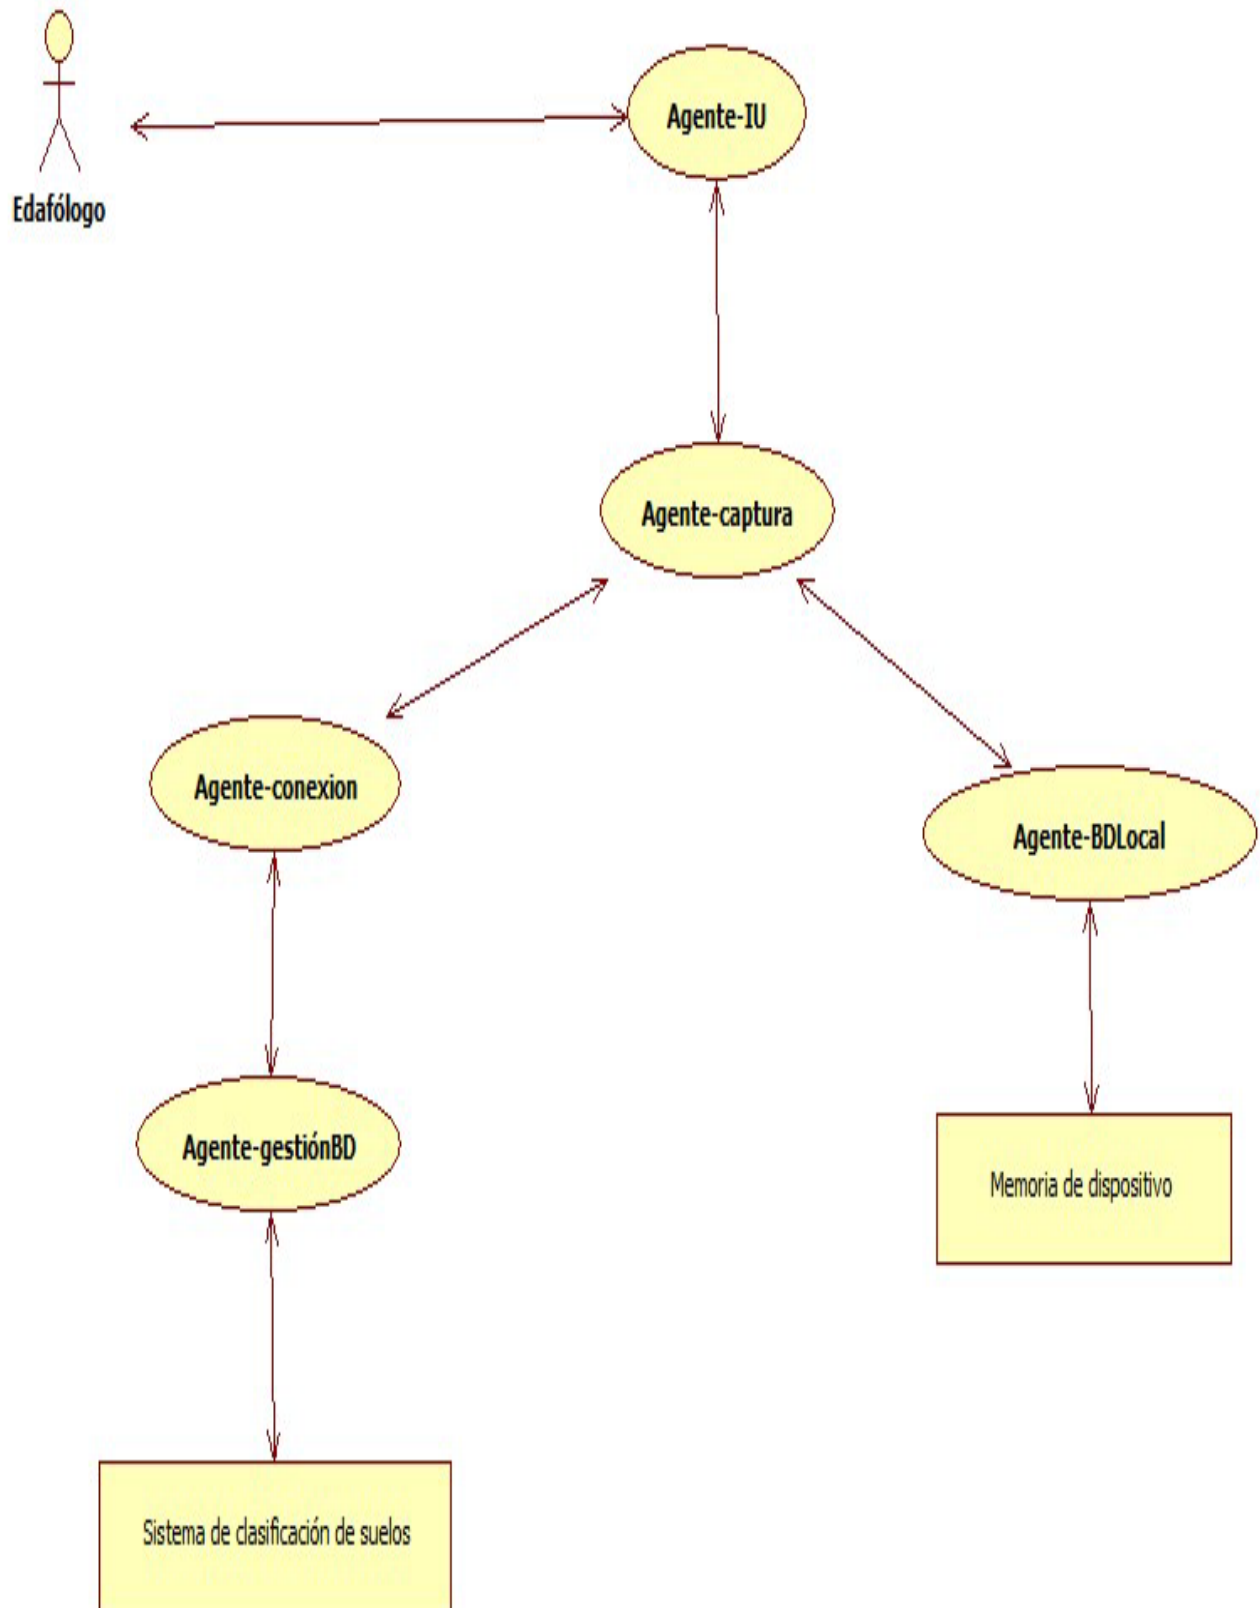 Agente-IU
Edafólogo
Agente-captura
Agente-conexion
Agente-BDLocal
Agente-gestiónBD
Memoria de dispositivo
Sistema de clasificación de suelos